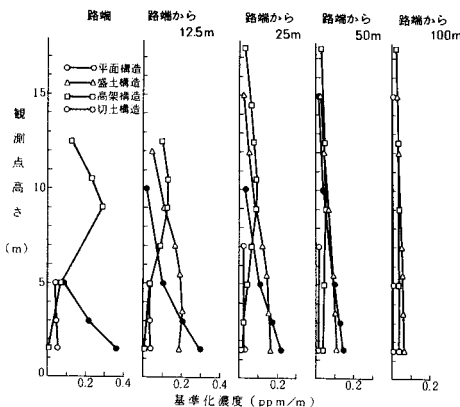 路端
路端から
12.5m
路端から
25m
路端から
50m
路端から
100m
平面構造
盛土構造
高架構造
切土構造
観測点高さ
(m)
15
10
5
0
0.2
0.4
0.2
0.2
0.2
0.2
基準化濃度(ppm/m)